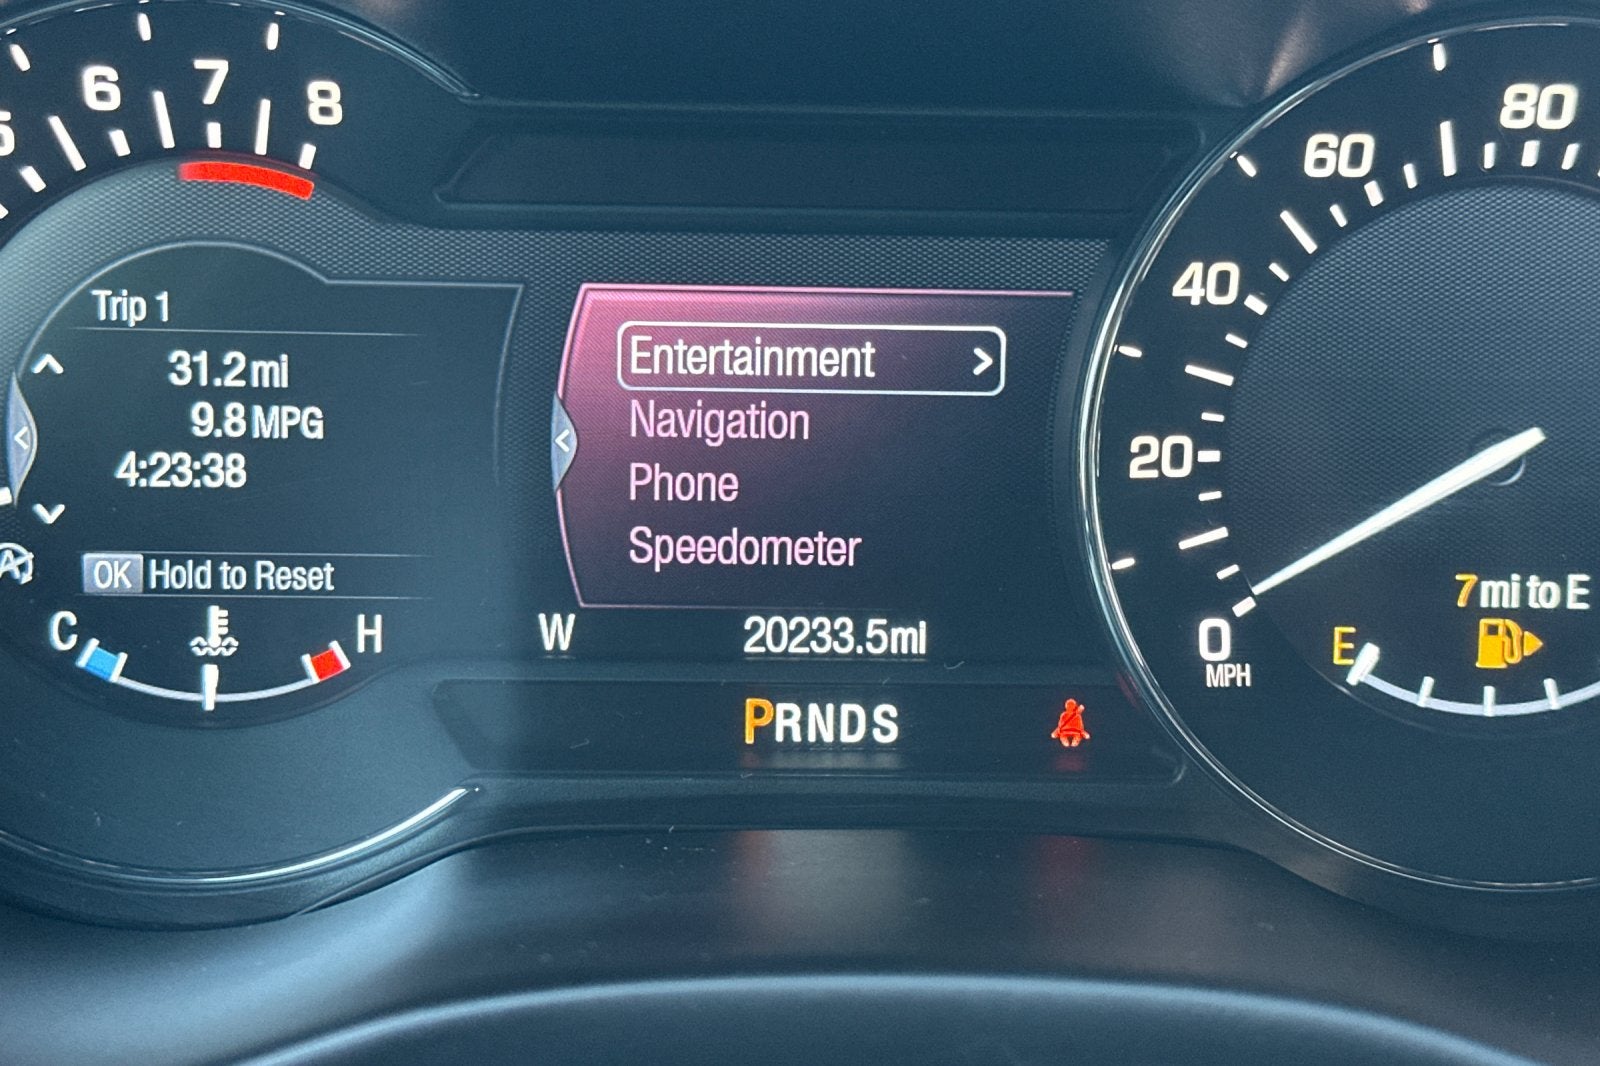 5 6 7 8
Trip 1
31.2 mi
9.8 MPG
4:23:38
OK Hold to Reset
C H
A
Entertainment >
Navigation
Phone
Speedometer
W 20233.5mi
PRNDS
80
60
40
20
0
MPH
7 mi to E
E